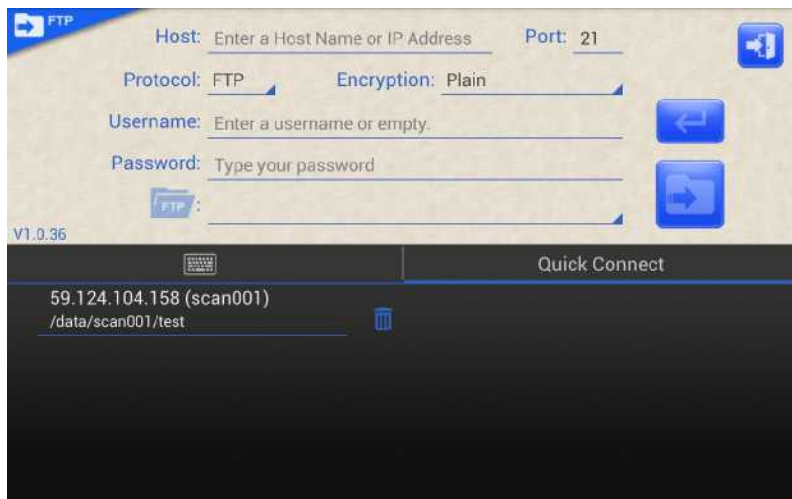 FTP
Host: Enter a Host Name or IP Address Port: 21
Protocol: FTP Encryption: Plain
Username: Enter a username or empty.
Password: Type your password
FTP :
V1.0.36
Quick Connect
59.124.104.158 (scan001)
/data/scan001/test